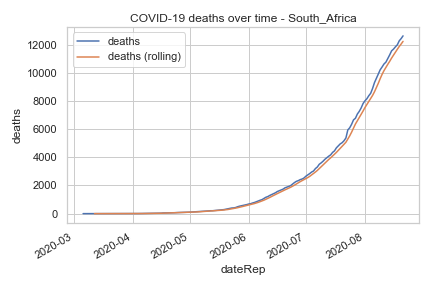 COVID-19 deaths over time - South_Africa
deaths
deaths (rolling)
12000
10000
8000
6000
4000
2000
0
deaths
2020-03
2020-04
2020-05
2020-06
2020-07
2020-08
dateRep